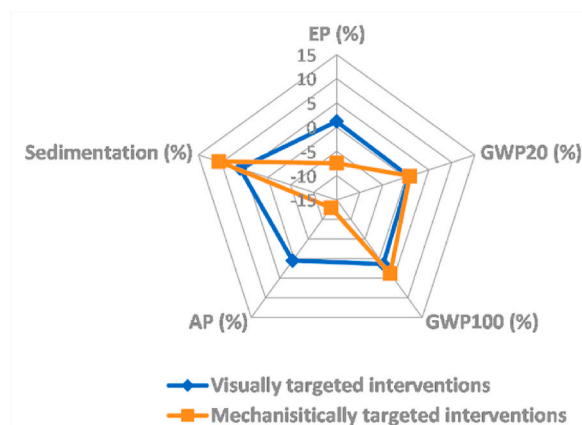 EP (%)
15
10
5
0
-5
-10
-15
GWP20 (%)
GWP100 (%)
AP (%)
Sedimentation (%)
Visually targeted interventions
Mechanisitically targeted interventions